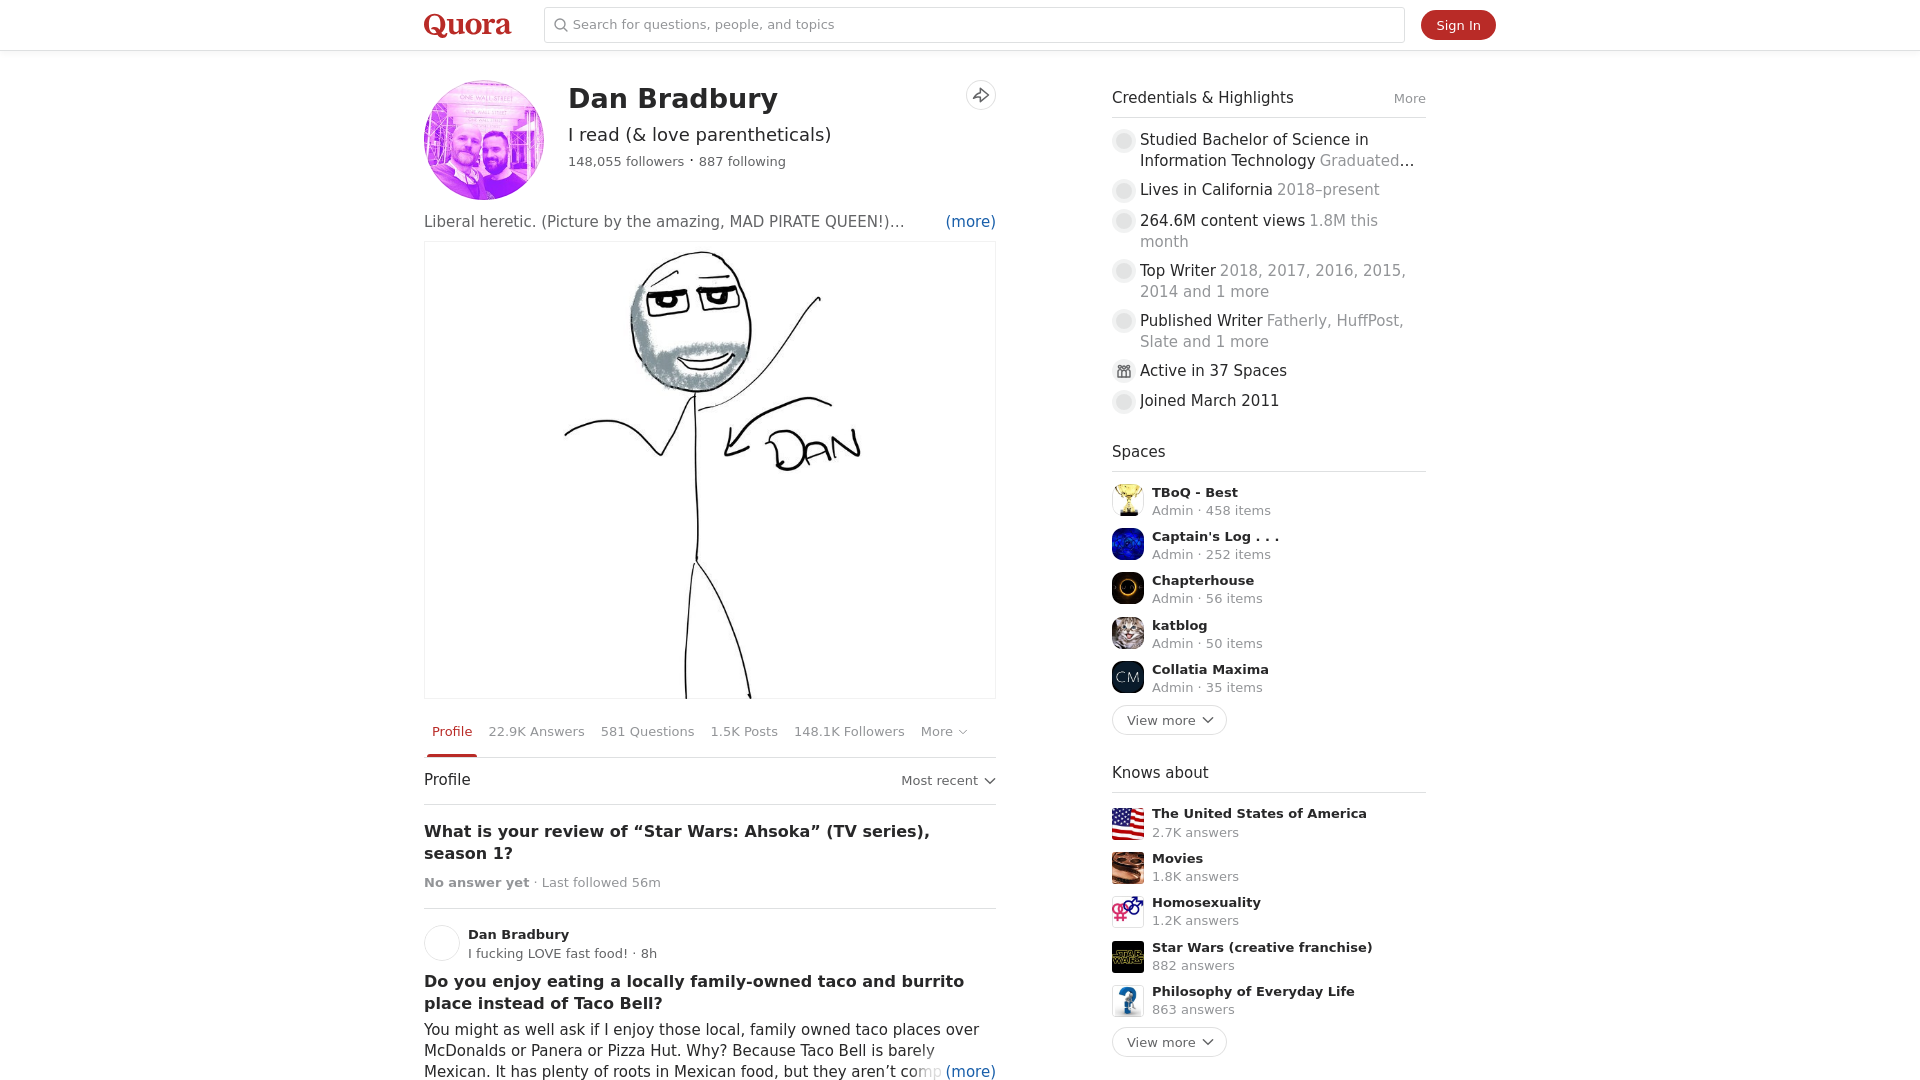 Quora
Search for questions, people, and topics
Sign In
Dan Bradbury
I read (& love parentheticals)
148,055 followers · 887 following
Liberal heretic. (Picture by the amazing, MAD PIRATE QUEEN!)... (more)
DAN
Profile
22.9K Answers
581 Questions
1.5K Posts
148.1K Followers
More
Profile
Most recent
What is your review of “Star Wars: Ahsoka” (TV series),
season 1?
No answer yet · Last followed 56m
Dan Bradbury
I fucking LOVE fast food! · 8h
Do you enjoy eating a locally family-owned taco and burrito
place instead of Taco Bell?
You might as well ask if I enjoy those local, family owned taco places over
McDonalds or Panera or Pizza Hut. Why? Because Taco Bell is barely
Mexican. It has plenty of roots in Mexican food, but they aren’t comp (more)
Credentials & Highlights
More
Studied Bachelor of Science in
Information Technology Graduated...
Lives in California 2018–present
264.6M content views 1.8M this
month
Top Writer 2018, 2017, 2016, 2015,
2014 and 1 more
Published Writer Fatherly, HuffPost,
Slate and 1 more
Active in 37 Spaces
Joined March 2011
Spaces
TBoQ - Best
Admin · 458 items
Captain's Log . . .
Admin · 252 items
Chapterhouse
Admin · 56 items
katblog
Admin · 50 items
CM
Collatia Maxima
Admin · 35 items
View more
Knows about
The United States of America
2.7K answers
Movies
1.8K answers
Homosexuality
1.2K answers
STAR WARS
Star Wars (creative franchise)
882 answers
Philosophy of Everyday Life
863 answers
View more